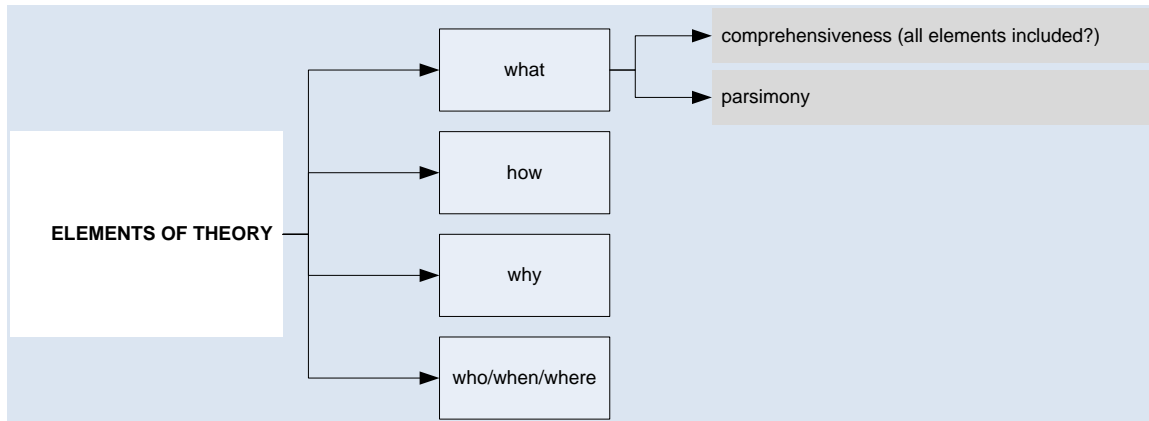 ELEMENTS OF THEORY
what
comprehensiveness (all elements included?)
parsimony
how
why
who/when/where